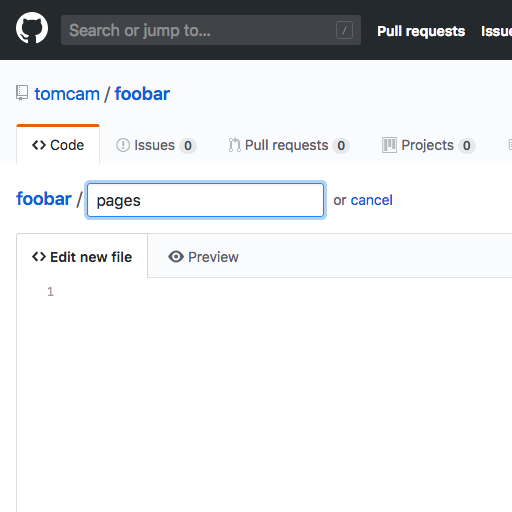 Search or jump to... / Pull requests Issu
tomcam / foobar
<> Code Issues 0 Pull requests 0 Projects 0
foobar / pages or cancel
<> Edit new file Preview
1